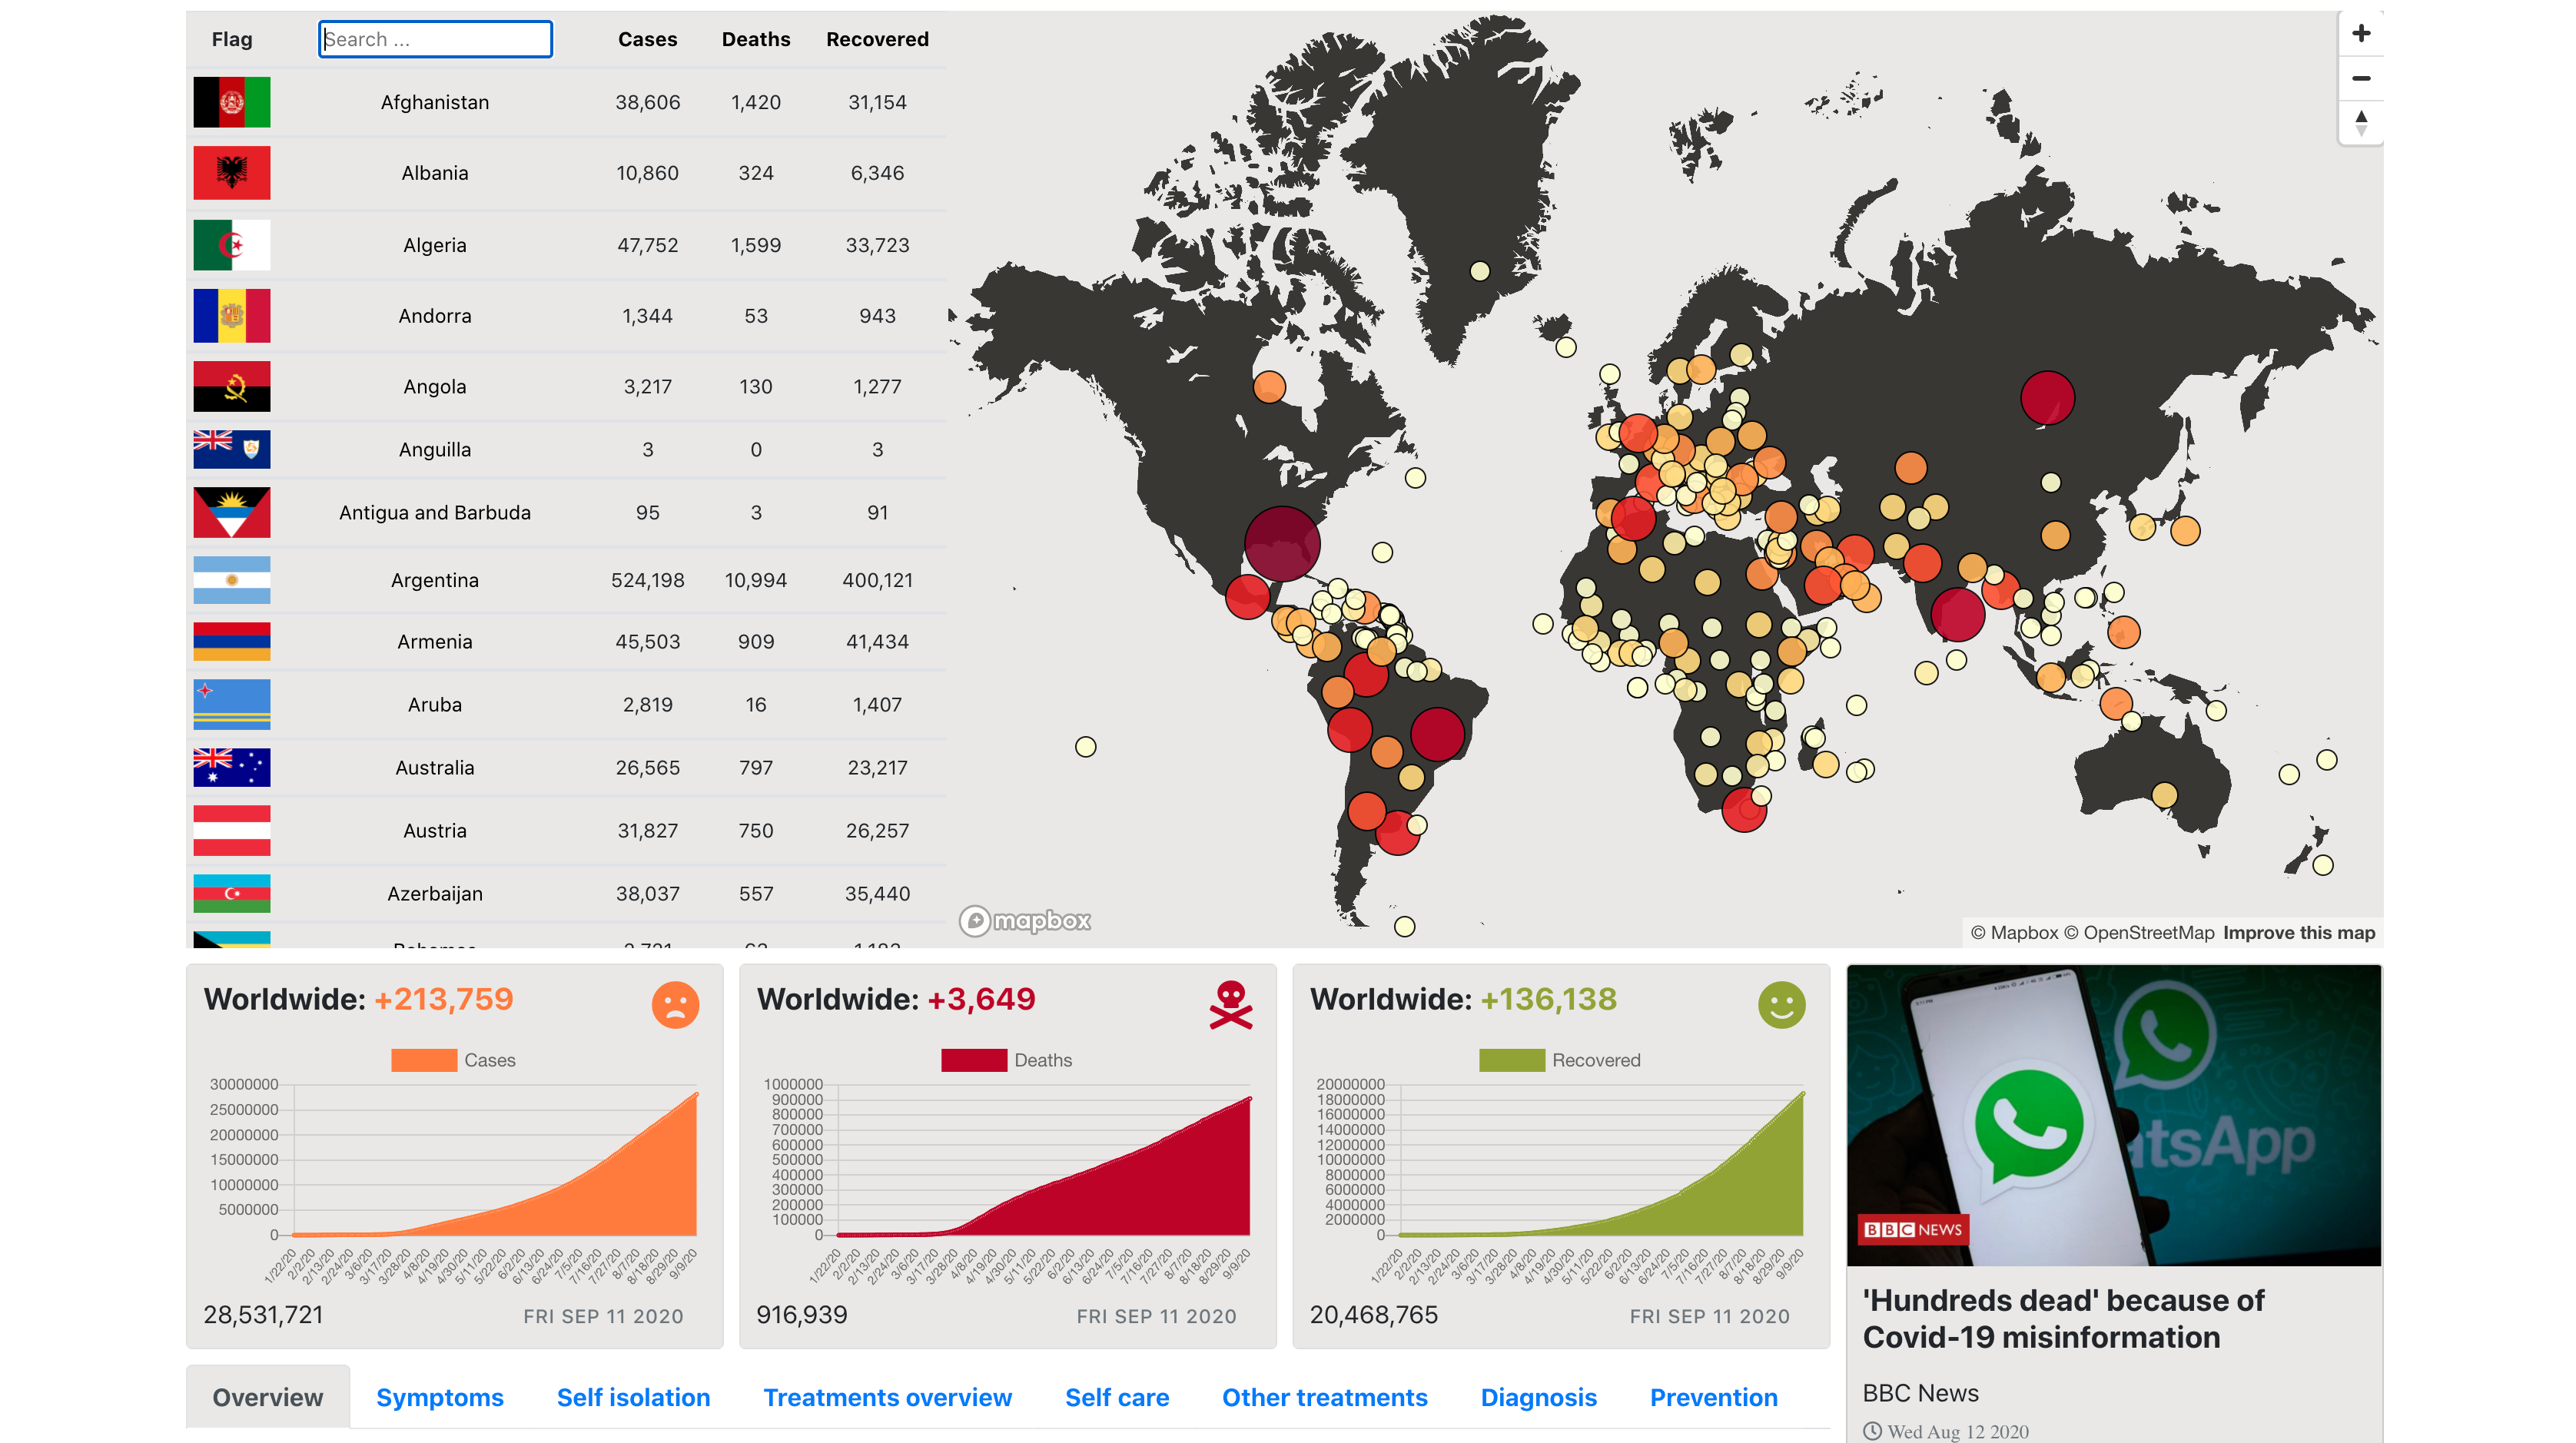 Flag Search ... Cases Deaths Recovered
Afghanistan 38,606 1,420 31,154
Albania 10,860 324 6,346
Algeria 47,752 1,599 33,723
Andorra 1,344 53 943
Angola 3,217 130 1,277
Anguilla 3 0 3
Antigua and Barbuda 95 3 91
Argentina 524,198 10,994 400,121
Armenia 45,503 909 41,434
Aruba 2,819 16 1,407
Australia 26,565 797 23,217
Austria 31,827 750 26,257
Azerbaijan 38,037 557 35,440
mapbox
© Mapbox © OpenStreetMap Improve this map
Worldwide: +213,759
Cases
30000000
25000000
20000000
15000000
10000000
5000000
0
1/22/20 2/2/20 2/13/20 2/24/20 3/6/20 3/17/20 3/28/20 4/8/20 4/19/20 4/30/20 5/11/20 5/22/20 6/2/20 6/13/20 6/24/20 7/5/20 7/16/20 7/27/20 8/7/20 8/18/20 8/29/20 9/9/20
28,531,721 FRI SEP 11 2020
Worldwide: +3,649
Deaths
1000000
900000
800000
700000
600000
500000
400000
300000
200000
100000
0
1/22/20 2/2/20 2/13/20 2/24/20 3/6/20 3/17/20 3/28/20 4/8/20 4/19/20 4/30/20 5/11/20 5/22/20 6/2/20 6/13/20 6/24/20 7/5/20 7/16/20 7/27/20 8/7/20 8/18/20 8/29/20 9/9/20
916,939 FRI SEP 11 2020
Worldwide: +136,138
Recovered
20000000
18000000
16000000
14000000
12000000
10000000
8000000
6000000
4000000
2000000
0
1/22/20 2/2/20 2/13/20 2/24/20 3/6/20 3/17/20 3/28/20 4/8/20 4/19/20 4/30/20 5/11/20 5/22/20 6/2/20 6/13/20 6/24/20 7/5/20 7/16/20 7/27/20 8/7/20 8/18/20 8/29/20 9/9/20
20,468,765 FRI SEP 11 2020
atsApp
BBC NEWS
'Hundreds dead' because of
Covid-19 misinformation
BBC News
Wed Aug 12 2020
Overview Symptoms Self isolation Treatments overview Self care Other treatments Diagnosis Prevention